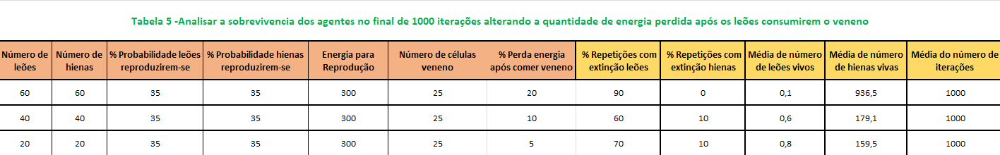 Tabela 5 -Analisar a sobrevivencia dos agentes no final de 1000 iterações alterando a quantidade de energia perdida após os leões consumirem o veneno
Número de leões | Número de hienas | % Probabilidade leões reproduzirem-se | % Probabilidade hienas reproduzirem-se | Energia para Reprodução | Número de células veneno | % Perda energia após comer veneno | % Repetições com extinção leões | % Repetições com extinção hienas | Média de número de leões vivos | Média de número de hienas vivas | Média do número de iterações
60 | 60 | 35 | 35 | 300 | 25 | 20 | 90 | 0 | 0,1 | 936,5 | 1000
40 | 40 | 35 | 35 | 300 | 25 | 10 | 60 | 10 | 0,6 | 179,1 | 1000
20 | 20 | 35 | 35 | 300 | 25 | 5 | 70 | 10 | 0,8 | 159,5 | 1000